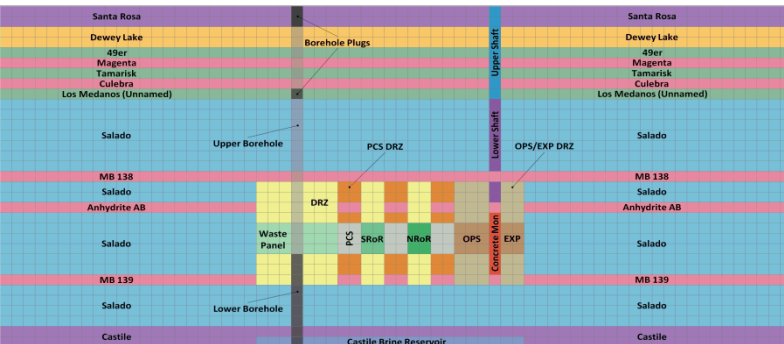 Santa Rosa
Santa Rosa
Upper Shaft
Dewey Lake
Borehole Plugs
Dewey Lake
49er
49er
Magenta
Magenta
Tamarisk
Tamarisk
Culebra
Culebra
Los Medanos (Unnamed)
Los Medanos (Unnamed)
Lower Shaft
Salado
Upper Borehole
PCS DRZ
OPS/EXP DRZ
Salado
MB 138
MB 138
Salado
Salado
DRZ
Anhydrite AB
Anhydrite AB
Concrete Mon
Salado
Waste
Panel
PCS
SRoR
NRoR
OPS
EXP
Salado
MB 139
MB 139
Salado
Lower Borehole
Salado
Castile
Castile Brine Reservoir
Castile